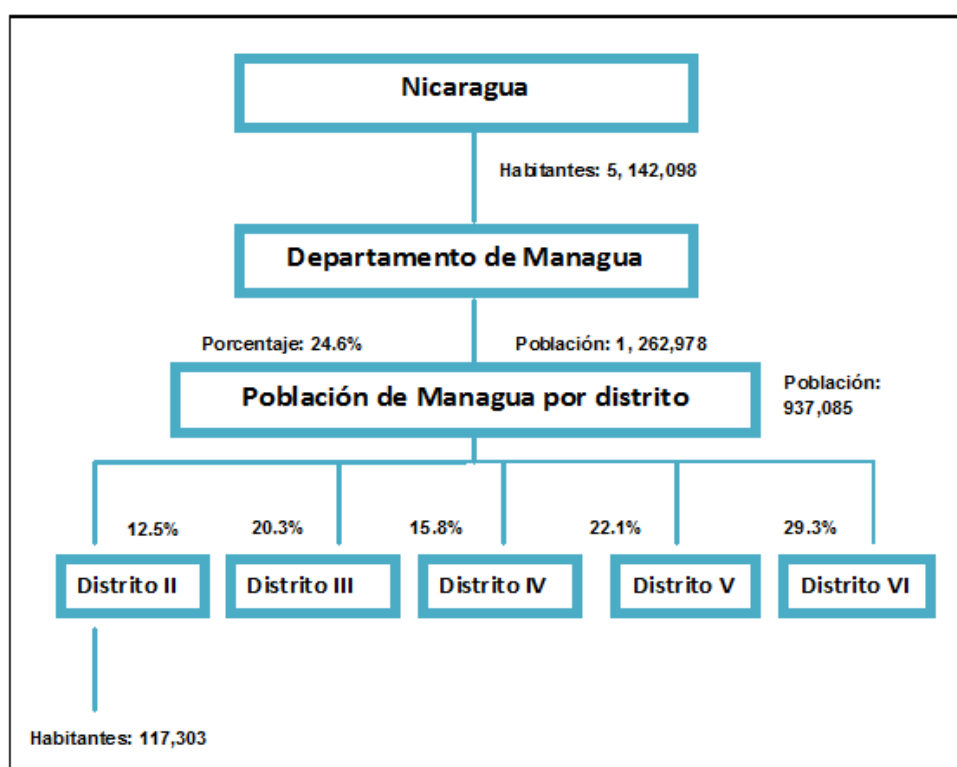 Nicaragua
Habitantes: 5, 142,098
Departamento de Managua
Porcentaje: 24.6%
Población: 1, 262,978
Población de Managua por distrito
Población:
937,085
12.5%
20.3%
15.8%
22.1%
29.3%
Distrito II
Distrito III
Distrito IV
Distrito V
Distrito VI
Habitantes: 117,303